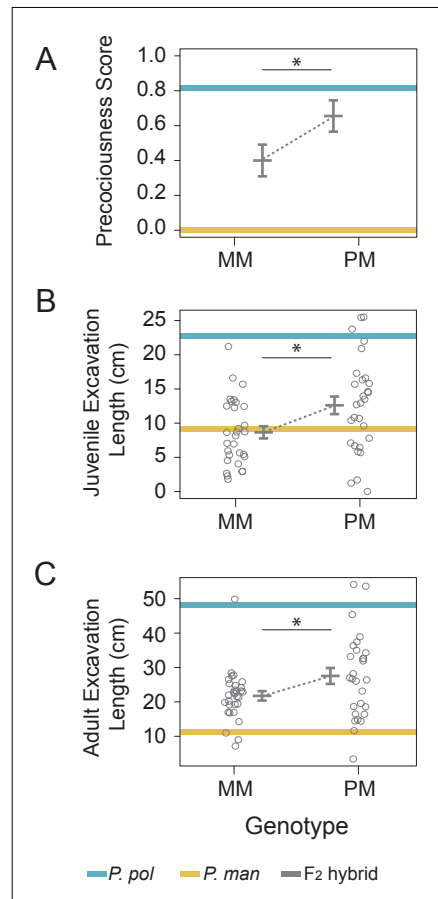 A
Precociousness Score
1.0
0.8
0.6
0.4
0.2
0.0
*
MM
PM
B
Juvenile Excavation
Length (cm)
25
20
15
10
5
0
*
MM
PM
C
Adult Excavation
Length (cm)
50
40
30
20
10
*
MM
PM
Genotype
P. pol
P. man
F2 hybrid